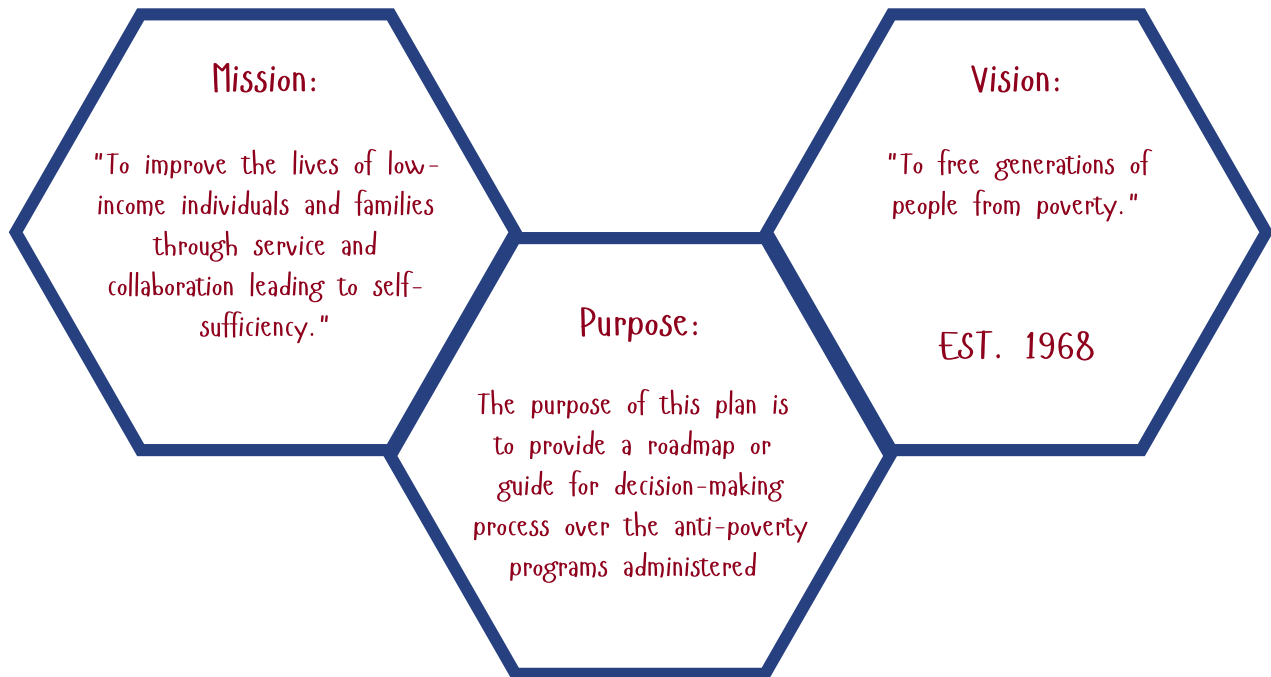 Mission:
"To improve the lives of low-
income individuals and families
through service and
collaboration leading to self-
sufficiency."
Purpose:
The purpose of this plan is
to provide a roadmap or
guide for decision-making
process over the anti-poverty
programs administered
Vision:
"To free generations of
people from poverty."
EST. 1968